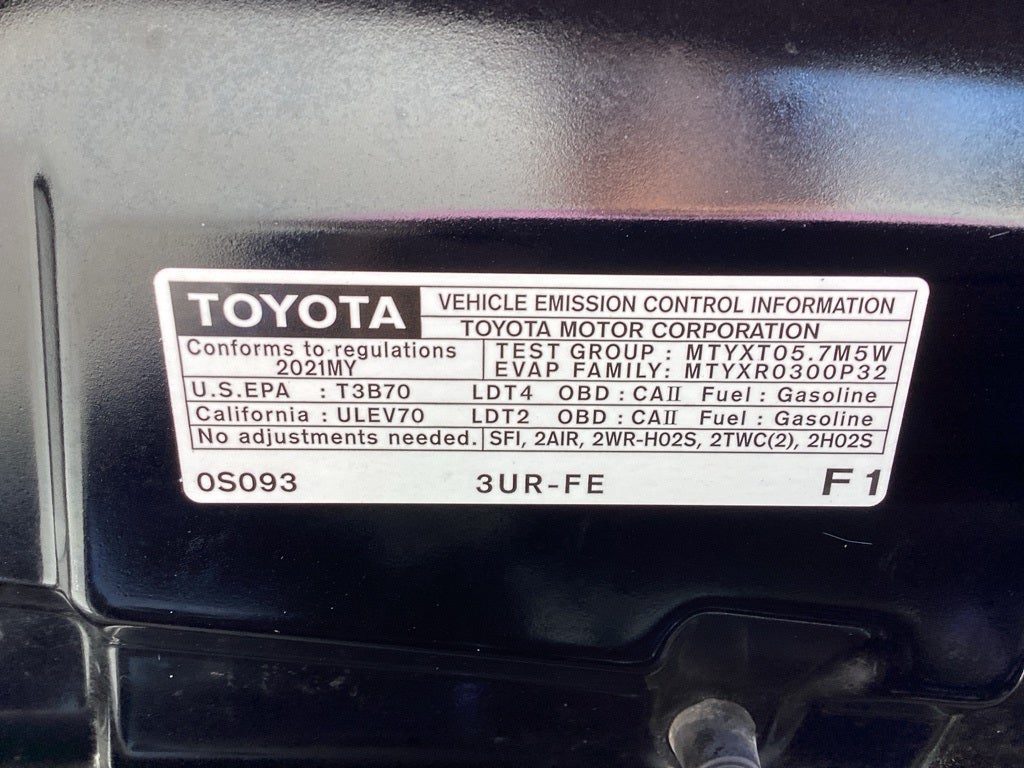 TOYOTA VEHICLE EMISSION CONTROL INFORMATION
TOYOTA MOTOR CORPORATION
Conforms to regulations
2021MY
TEST GROUP : MTYXT05.7M5W
EVAP FAMILY: MTYXR0300P32
U.S.EPA : T3B70 LDT4 OBD : CAII Fuel : Gasoline
California : ULEV70 LDT2 OBD : CAII Fuel : Gasoline
No adjustments needed. SFI, 2AIR, 2WR-HO2S, 2TWC(2), 2HO2S
0S093 3UR-FE F1